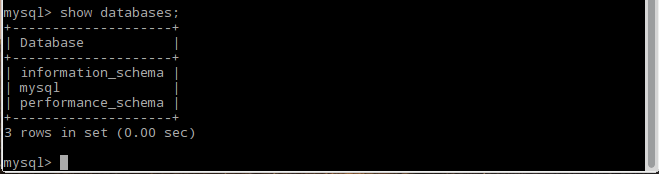 mysql> show databases;
+--------------------+
| Database           |
+--------------------+
| information_schema |
| mysql              |
| performance_schema |
+--------------------+
3 rows in set (0.00 sec)
mysql>